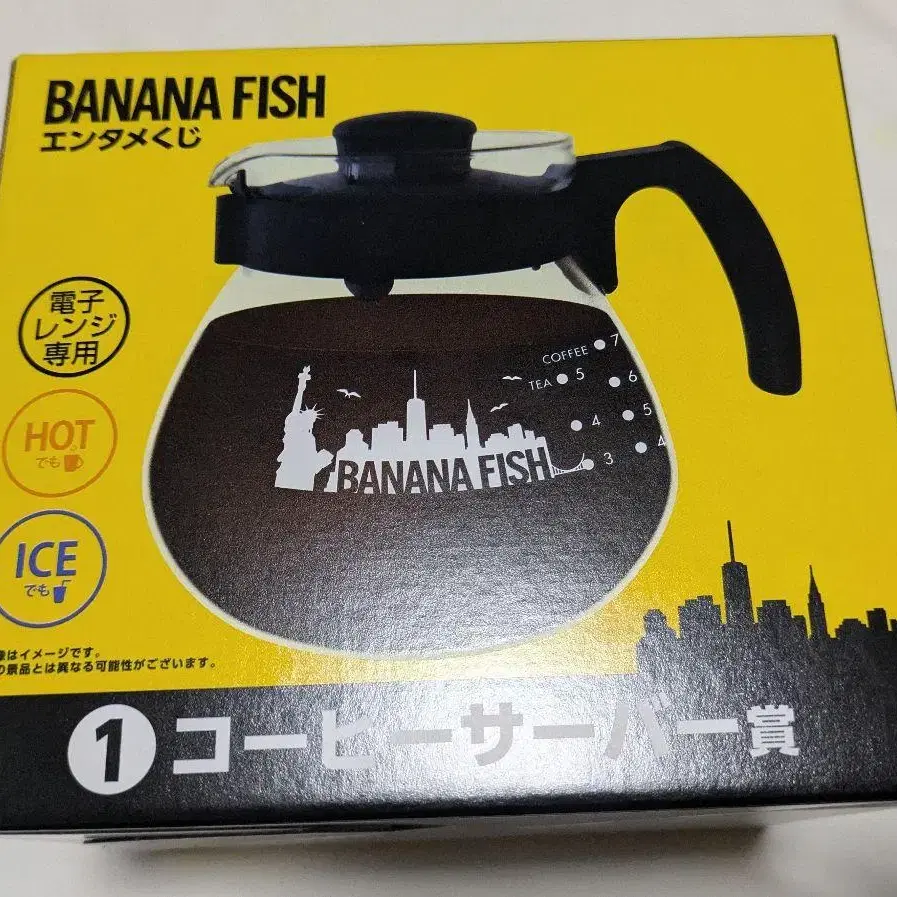 BANANA FISH
エンタメくじ
電子
レンジ
専用
HOT
でも
ICE
でも
COFFEE 7
TEA 5 6
4 5
3 4
BANANA FISH
像はイメージです。
の景品とは異なる可能性がございます。
1 コーヒーサーバー賞